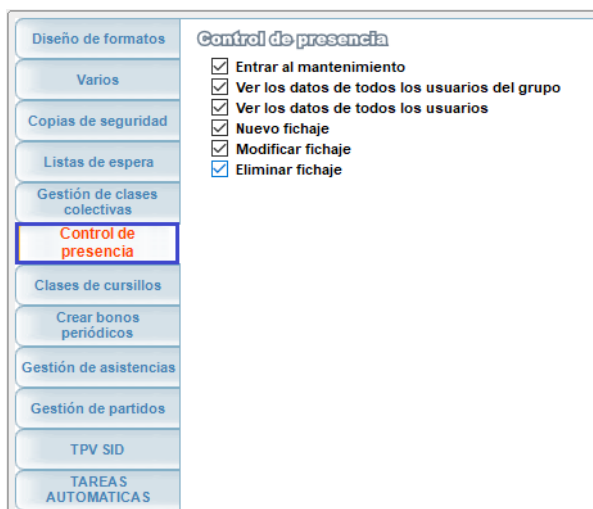 Diseño de formatos
Varios
Copias de seguridad
Listas de espera
Gestión de clases
colectivas
Control de
presencia
Clases de cursillos
Crear bonos
periódicos
Gestión de asistencias
Gestión de partidos
TPV SID
TAREAS
AUTOMATICAS
Control de presencia
Entrar al mantenimiento
Ver los datos de todos los usuarios del grupo
Ver los datos de todos los usuarios
Nuevo fichaje
Modificar fichaje
Eliminar fichaje